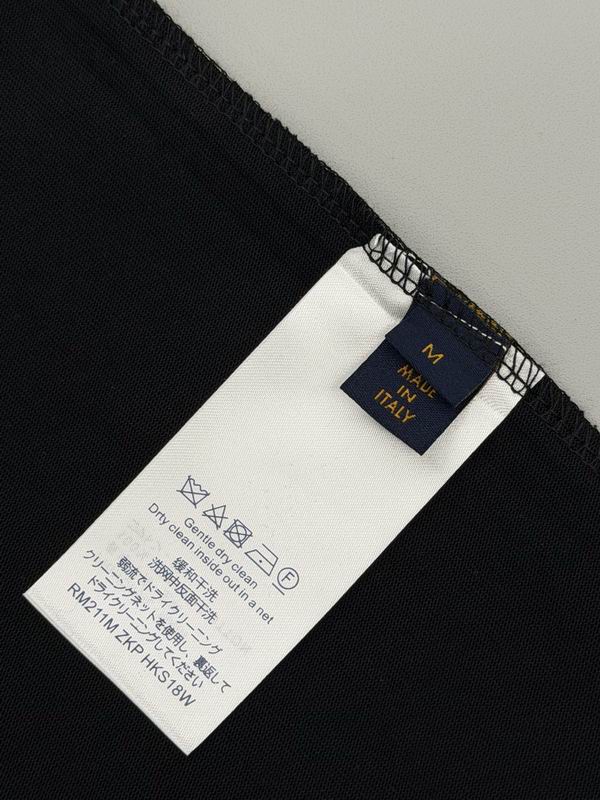 M
MADE
IN
ITALY
Gentle dry clean
Drty clean inside out in a net
缓和干洗
洗网中反面干洗
弱流でドライクリーニング
クリーニングネットを使用し、裏返して
ドライクリーニングしてください
RM211M ZKP HKS18W